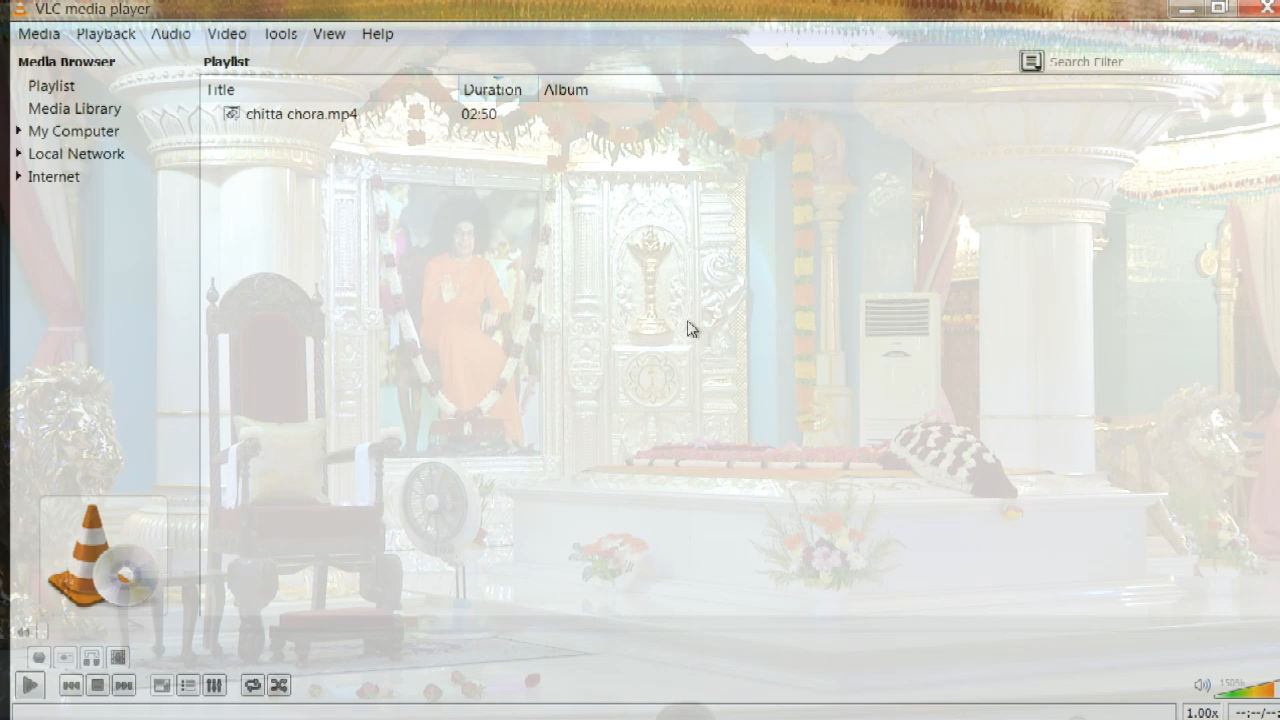 VLC media player
Media Playback Audio Video Tools View Help
Media Browser
Playlist
Search Filter
Playlist
Media Library
My Computer
Local Network
Internet
Title Duration Album
chitta chora.mp4 02:50
1.00x --:--/--: